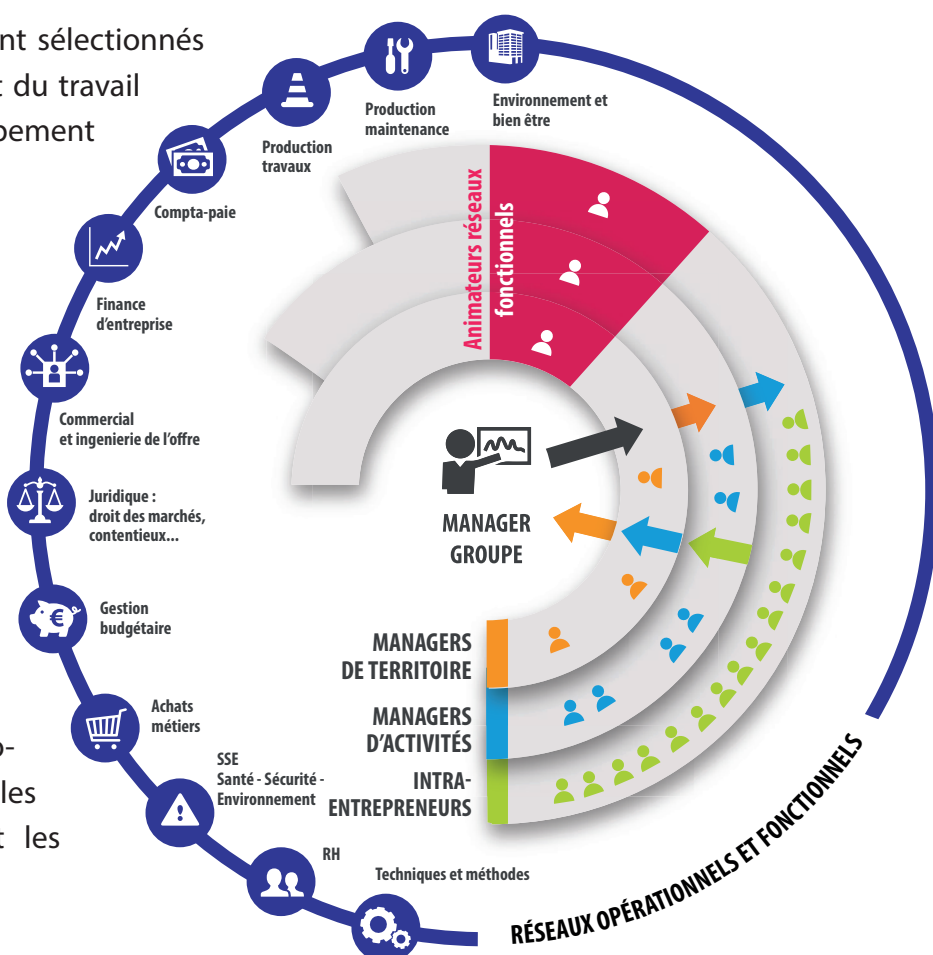 nt sélectionnés
t du travail
pement
Environnement et
bien être
Production
maintenance
Production
travaux
Compta-paie
Finance
d'entreprise
Commercial
et ingenierie de l'offre
Juridique :
droit des marchés,
contentieux...
Gestion
budgétaire
Achats
métiers
SSE
Santé - Sécurité -
Environnement
RH
Techniques et méthodes
o-
les
t les
Animateurs réseaux
fonctionnels
MANAGER
GROUPE
MANAGERS
DE TERRITOIRE
MANAGERS
D'ACTIVITÉS
INTRA-
ENTREPRENEURS
RÉSEAUX OPÉRATIONNELS ET FONCTIONNELS